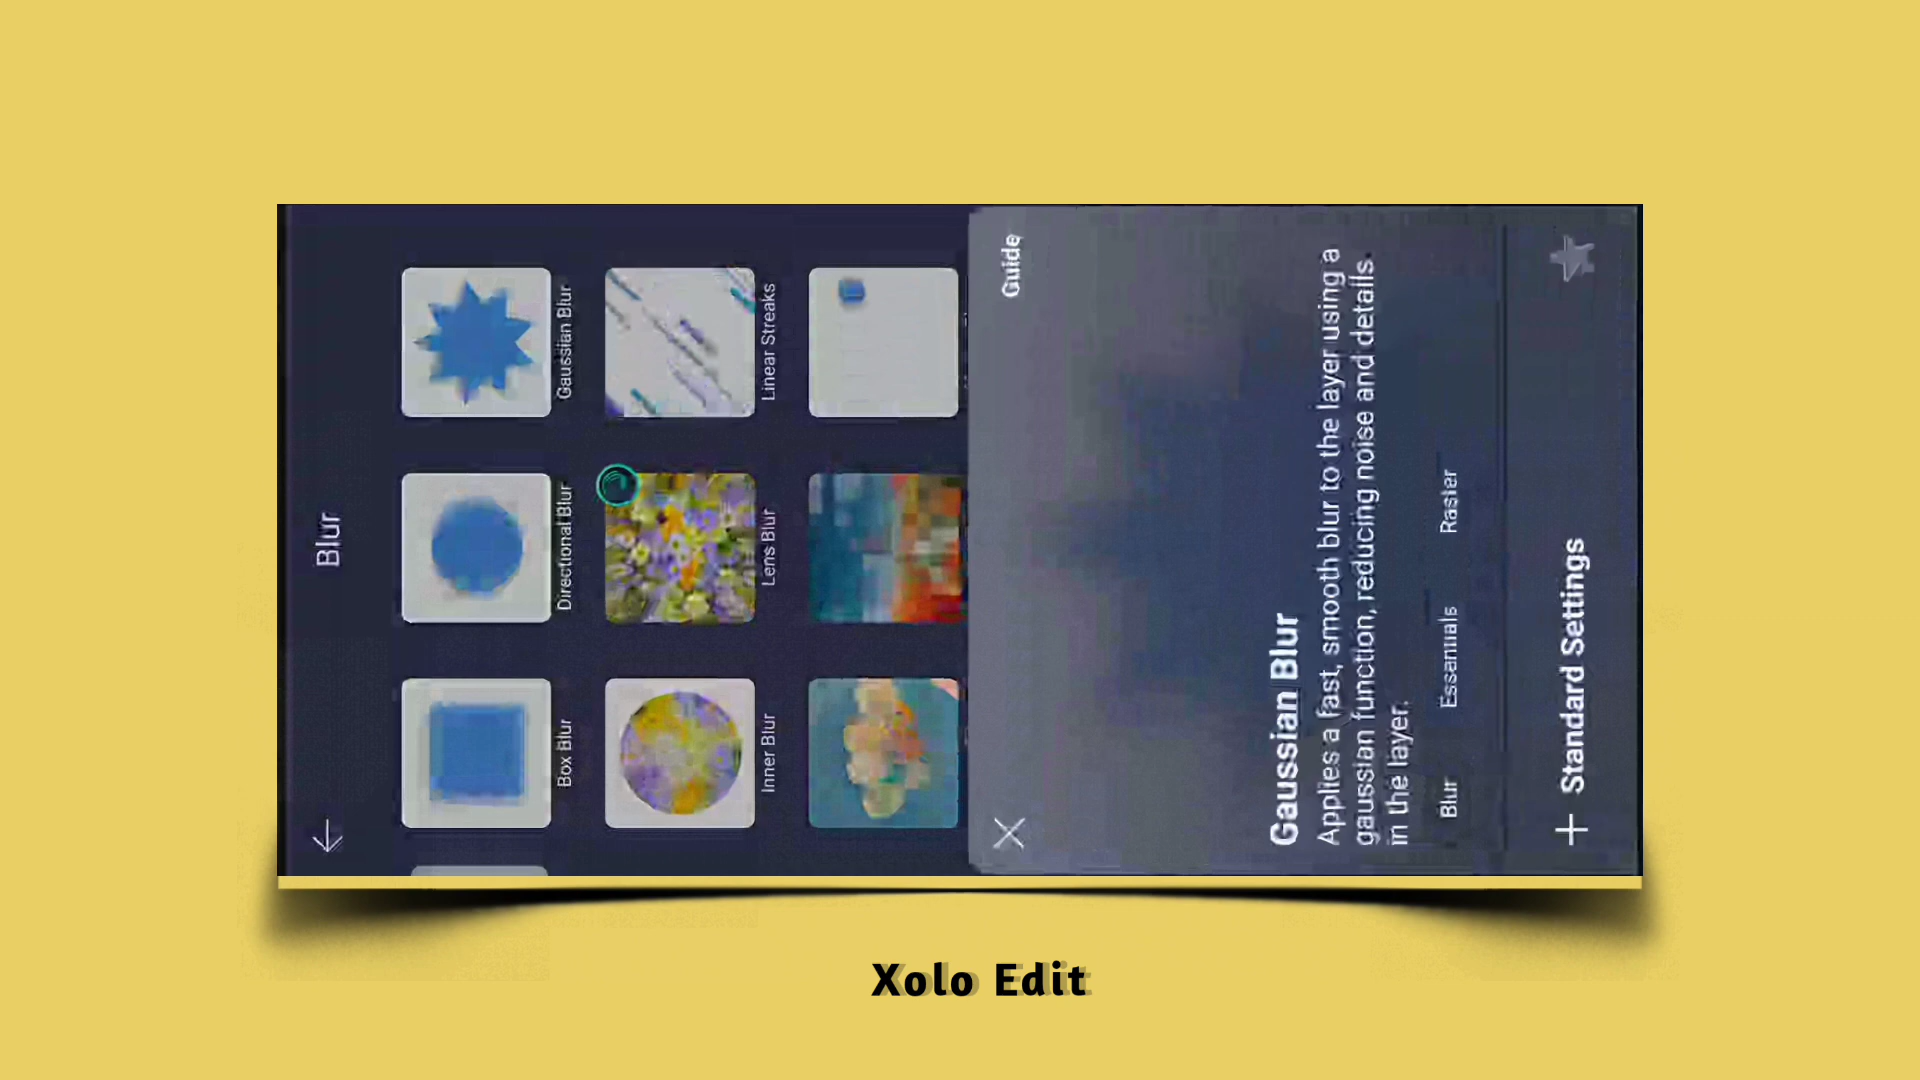 Blur
Box Blur
Directional Blur
Gaussian Blur
Inner Blur
Lens Blur
Linear Streaks
Guide
Gaussian Blur
Applies a fast, smooth blur to the layer using a
gaussian function, reducing noise and details
in the layer.
Blur Essentials Raster
Standard Settings
Xolo Edit